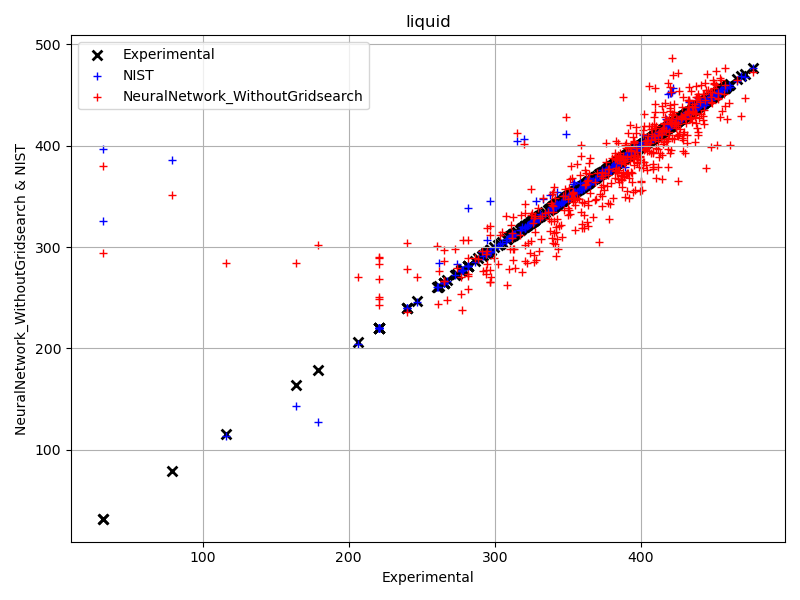 liquid
Experimental
NIST
NeuralNetwork_WithoutGridsearch
NeuralNetwork_WithoutGridsearch & NIST
500
400
300
200
100
100 200 300 400
Experimental